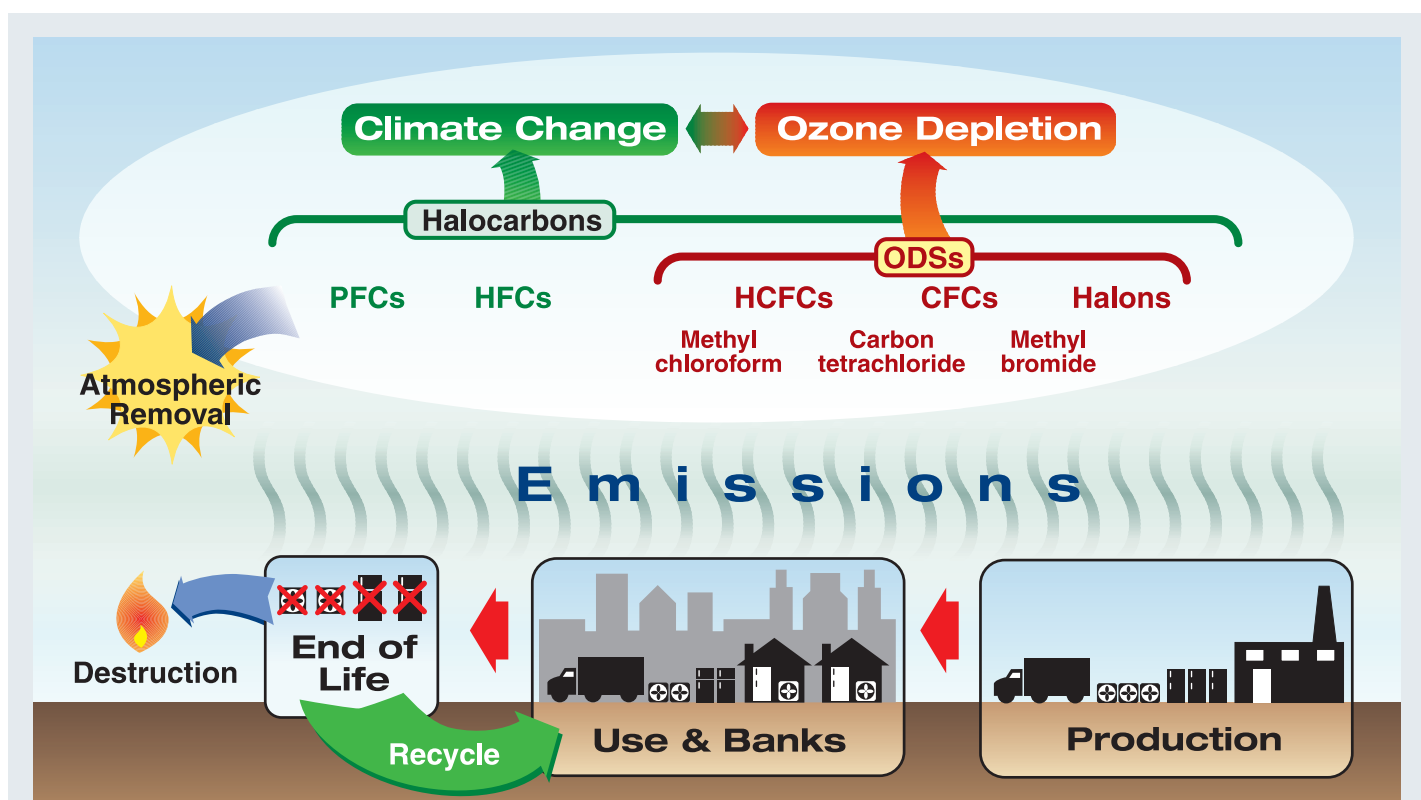 Climate Change
Ozone Depletion
Halocarbons
ODSs
PFCs
HFCs
HCFCs
CFCs
Halons
Methyl
chloroform
Carbon
tetrachloride
Methyl
bromide
Atmospheric
Removal
Emissions
Destruction
End of
Life
Recycle
Use & Banks
Production